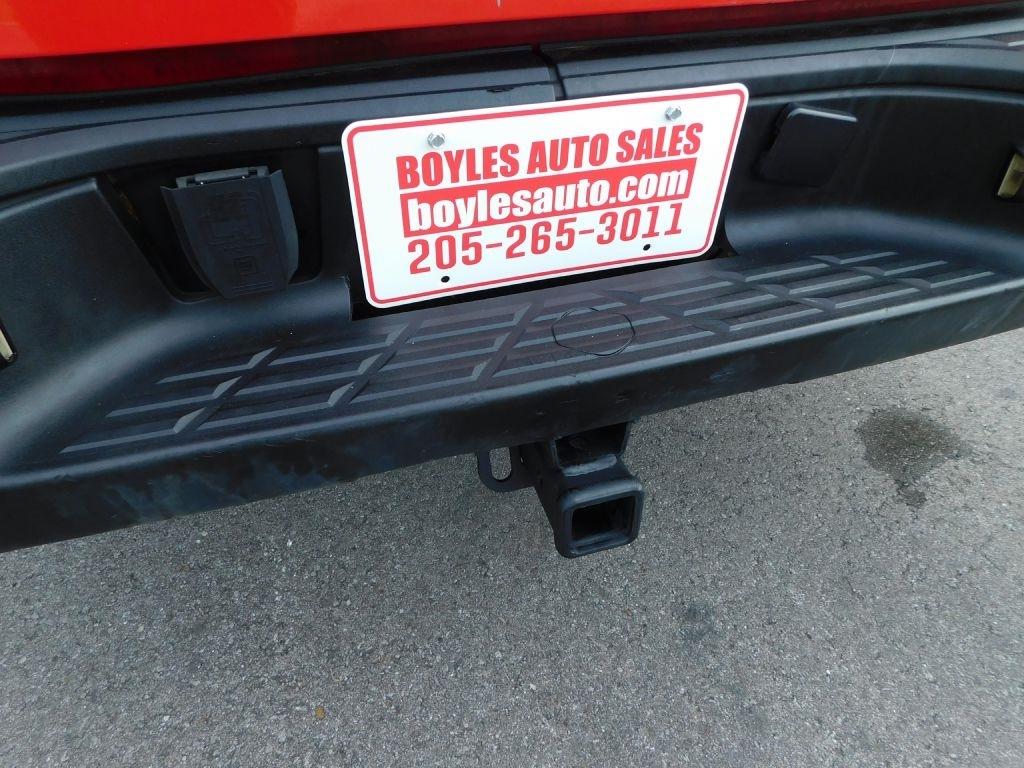 BOYLES AUTO SALES
boylesauto.com
205-265-3011